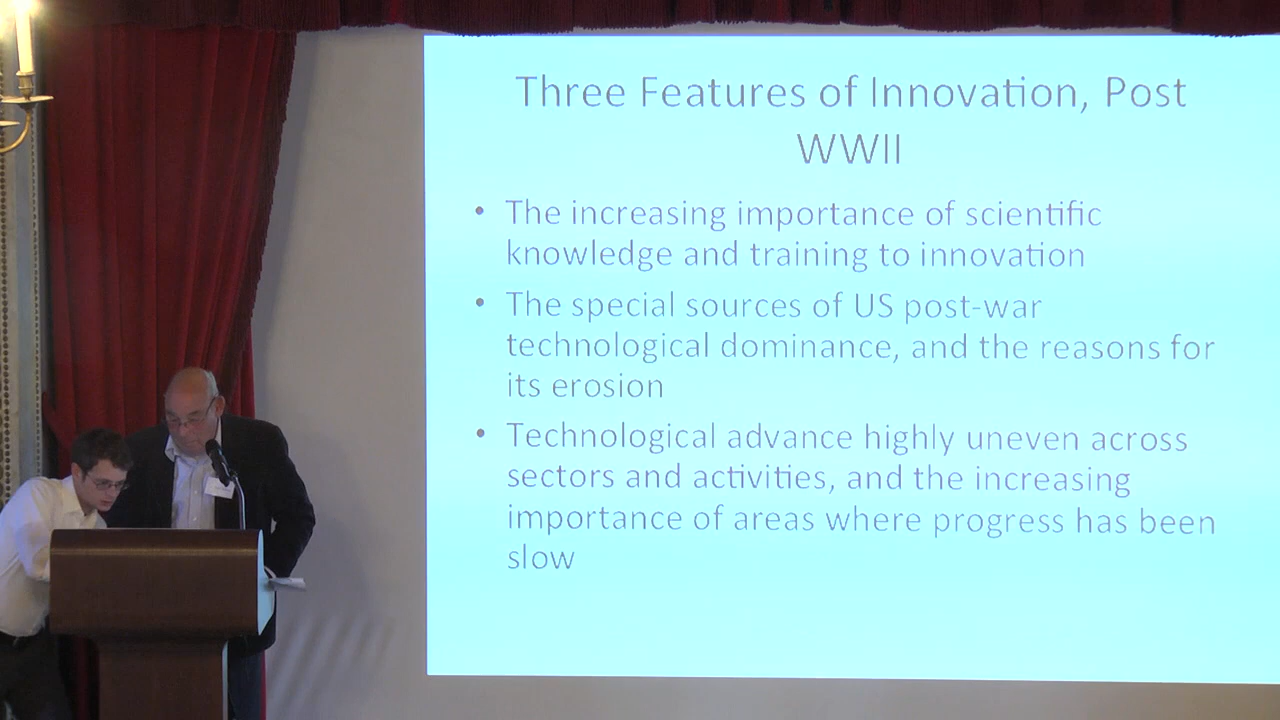 Three Features of Innovation, Post
WWII
• The increasing importance of scientific
knowledge and training to innovation
• The special sources of US post-war
technological dominance, and the reasons for
its erosion
• Technological advance highly uneven across
sectors and activities, and the increasing
importance of areas where progress has been
slow